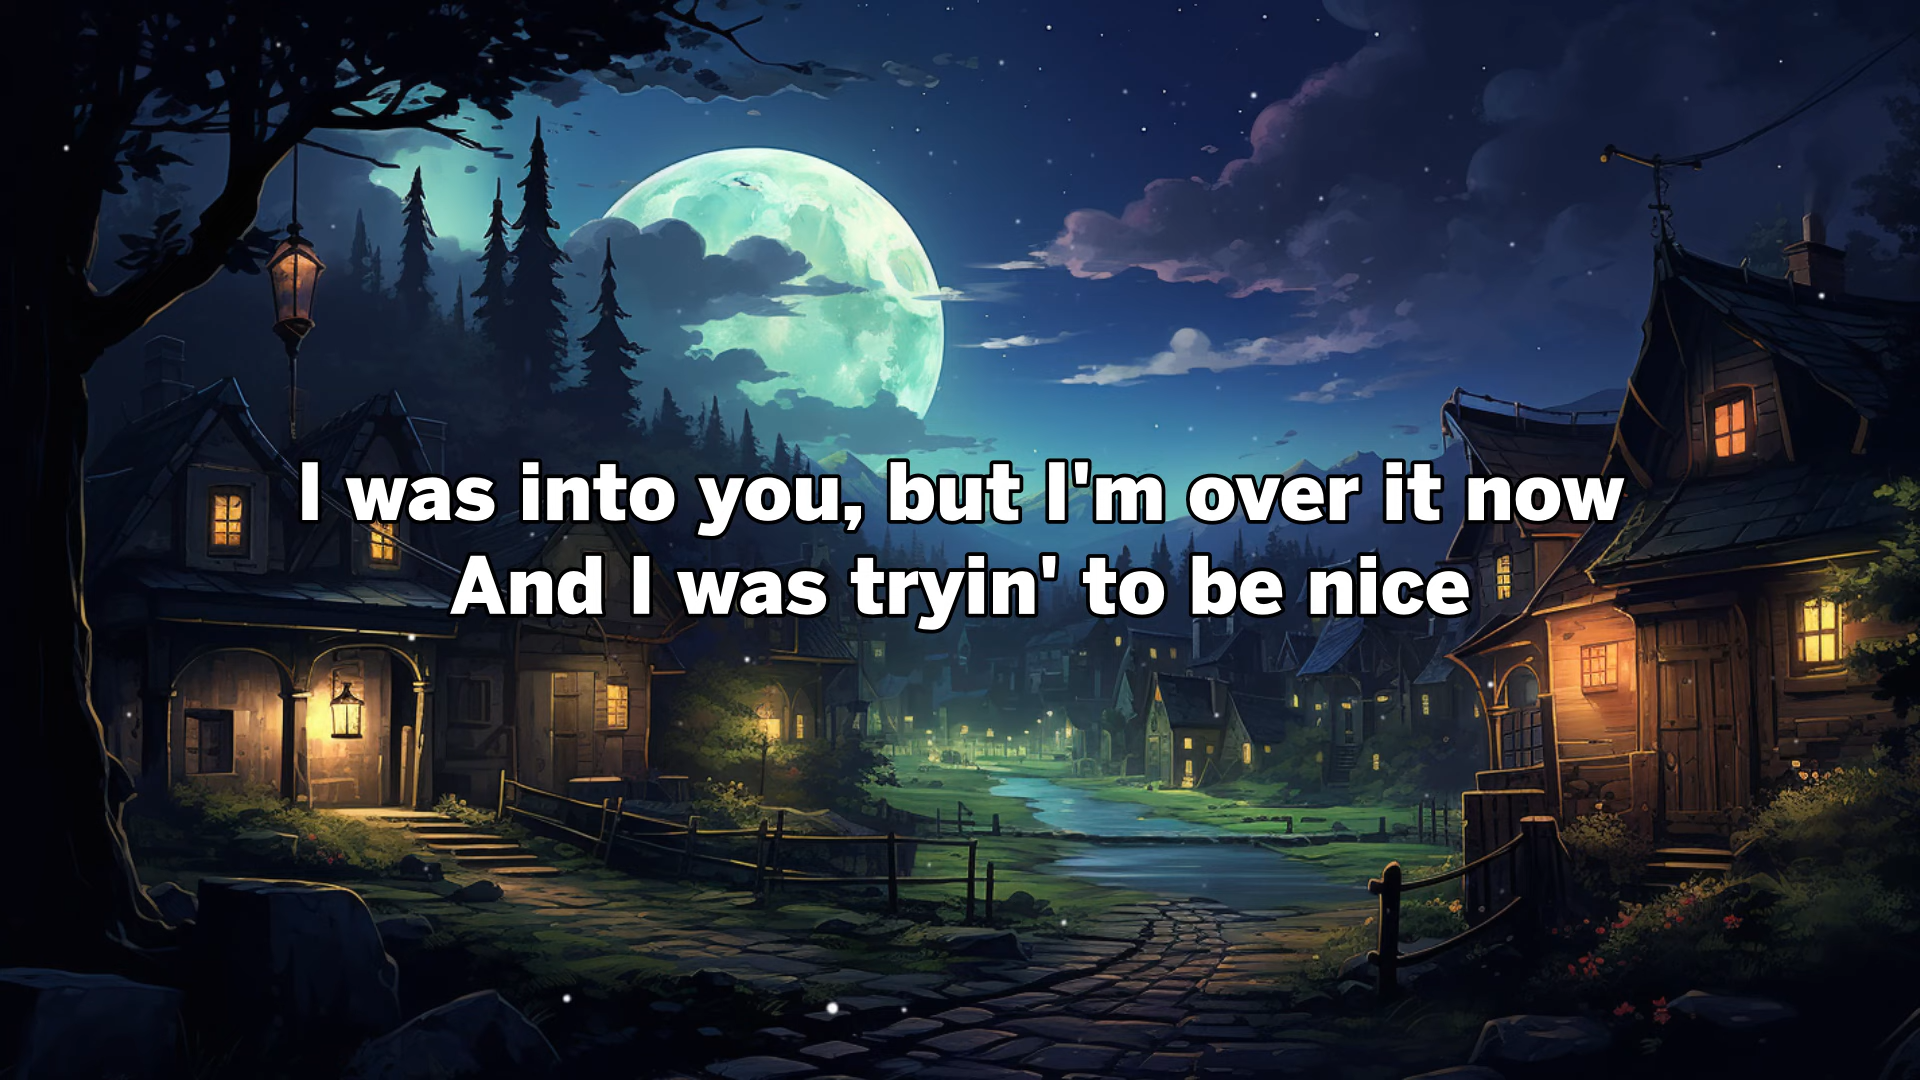 I was into you, but I'm over it now
And I was tryin' to be nice